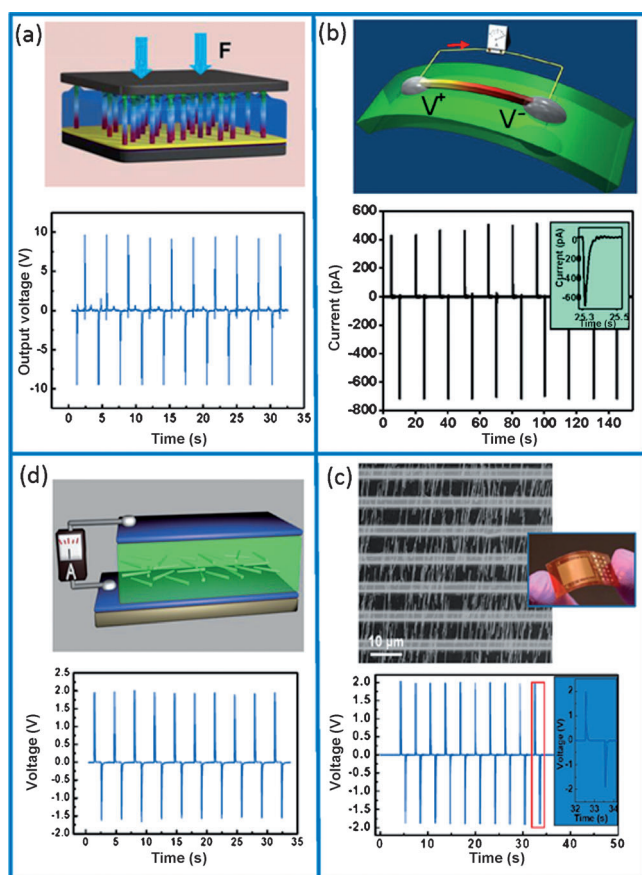 (a)
F
10
5
0
-5
-10
Output voltage (V)
0 5 10 15 20 25 30 35
Time (s)
(b)
V+
V−
600
400
200
0
-200
-400
-600
-800
Current (pA)
0 20 40 60 80 100 120 140
Time (s)
0
-200
-400
-600
Current (pA)
25.3 25.5
Time (s)
(d)
A
2.5
2.0
1.5
1.0
0.5
0.0
-0.5
-1.0
-1.5
-2.0
Voltage (V)
0 5 10 15 20 25 30 35
Time (s)
(c)
10 µm
2.0
1.5
1.0
0.5
0.0
-0.5
-1.0
-1.5
-2.0
Voltage (V)
0 10 20 30 40 50
Time (s)
2
1
0
-1
-2
Voltage (V)
32 33 34
Time (s)